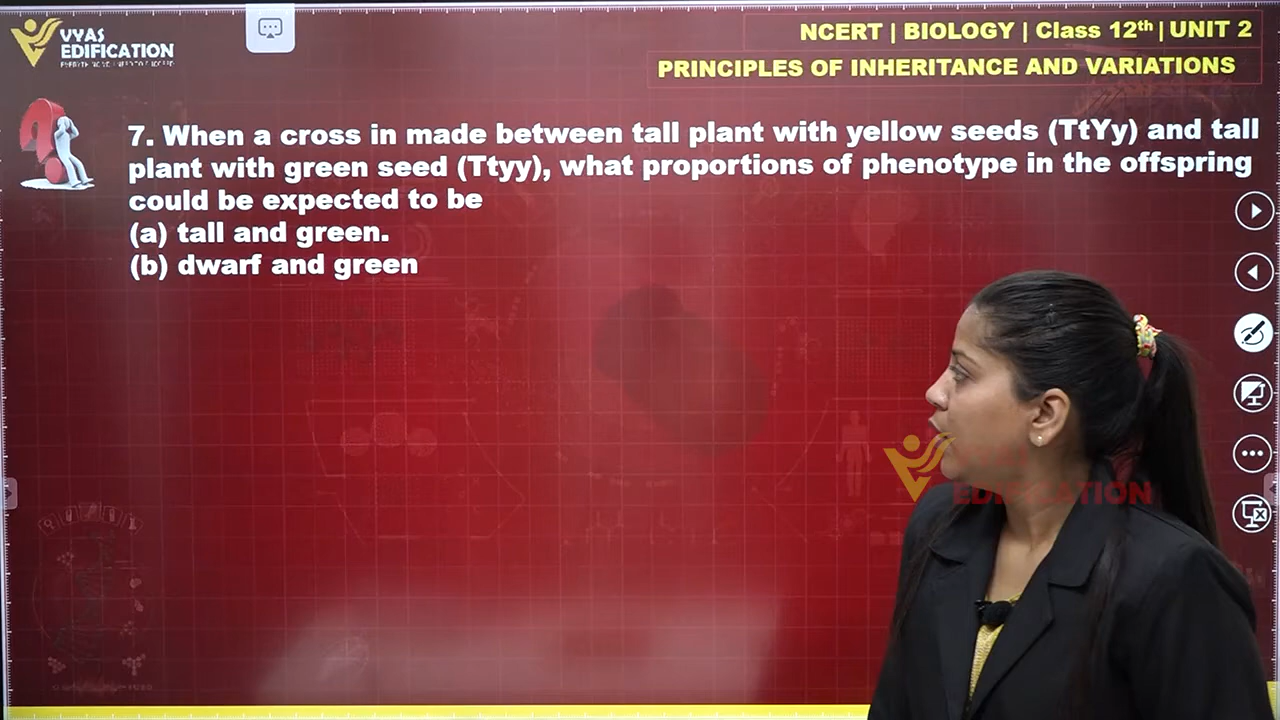 VYAS
EDIFICATION
NCERT | BIOLOGY | Class 12th | UNIT 2
PRINCIPLES OF INHERITANCE AND VARIATIONS
7. When a cross in made between tall plant with yellow seeds (TtYy) and tall
plant with green seed (Ttyy), what proportions of phenotype in the offspring
could be expected to be
(a) tall and green.
(b) dwarf and green
EDIFICATION